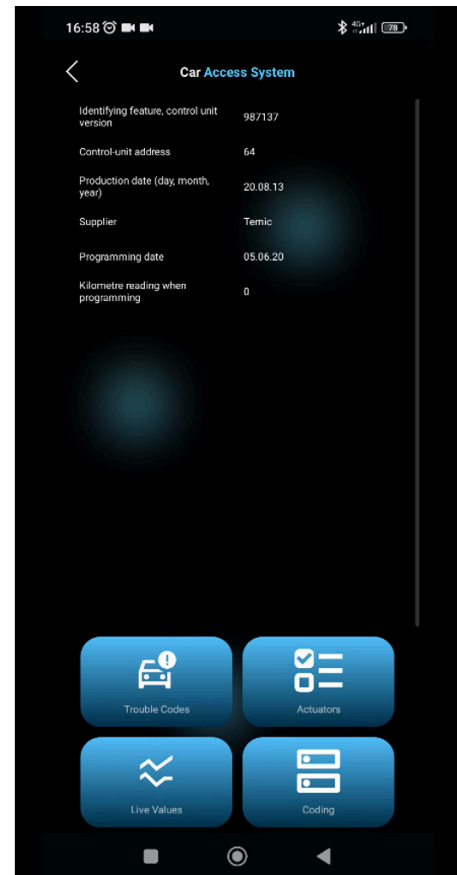 16:58
4G+
78
Car Access System
Identifying feature, control unit
version
987137
Control-unit address
64
Production date (day, month,
year)
20.08.13
Supplier
Temic
Programming date
05.06.20
Kilometre reading when
programming
0
Trouble Codes
Actuators
Live Values
Coding